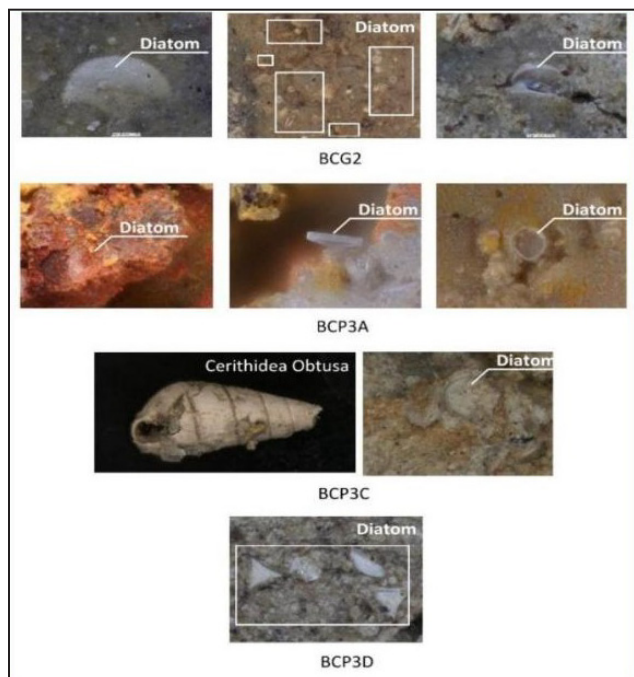 Diatom
Diatom
Diatom
BCG2
Diatom
Diatom
Diatom
BCP3A
Cerithidea Obtusa
Diatom
BCP3C
Diatom
BCP3D